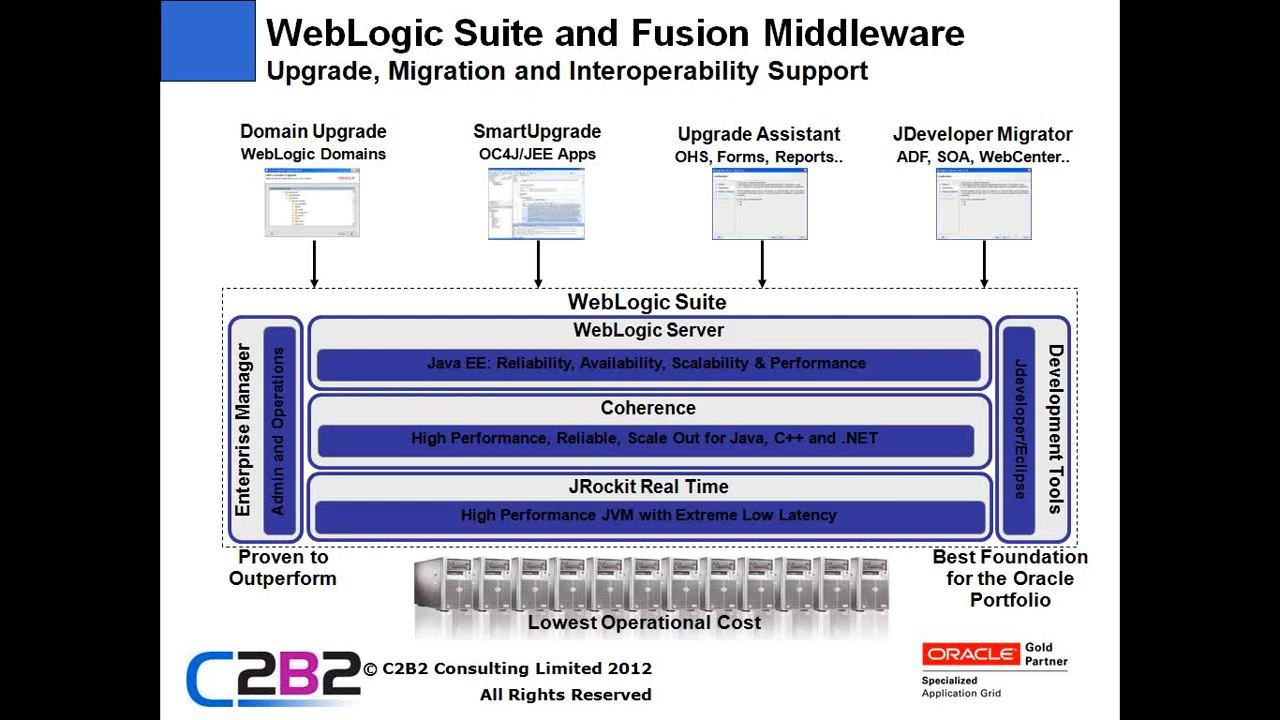 WebLogic Suite and Fusion Middleware
Upgrade, Migration and Interoperability Support
Domain Upgrade
WebLogic Domains
SmartUpgrade
OC4J/JEE Apps
Upgrade Assistant
OHS, Forms, Reports..
JDeveloper Migrator
ADF, SOA, WebCenter..
ORACLE
WebLogic Suite
Enterprise Manager
Admin and Operations
WebLogic Server
Java EE: Reliability, Availability, Scalability & Performance
Coherence
High Performance, Reliable, Scale Out for Java, C++ and .NET
JRockit Real Time
High Performance JVM with Extreme Low Latency
Jdeveloper/Eclipse
Development Tools
Proven to
Outperform
Lowest Operational Cost
Best Foundation
for the Oracle
Portfolio
C2B2
© C2B2 Consulting Limited 2012
All Rights Reserved
ORACLE®
Gold
Partner
Specialized
Application Grid